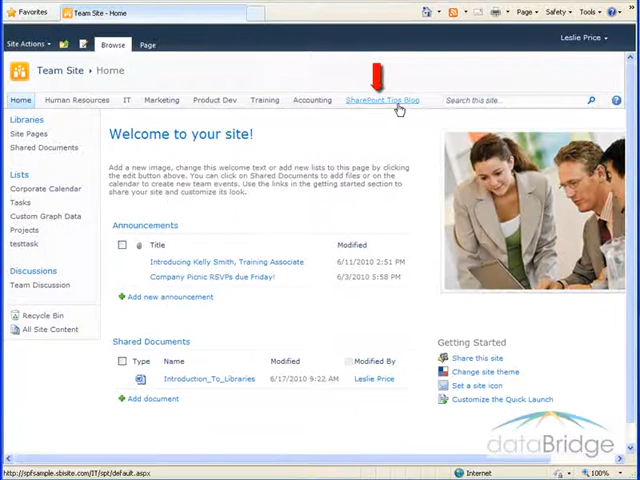 Favorites
Team Site - Home
Page
Safety
Tools
Site Actions
Browse
Page
Leslie Price
Team Site
Home
Home
Human Resources
IT
Marketing
Product Dev
Training
Accounting
SharePoint Tips Blog
Search this site...
Libraries
Site Pages
Shared Documents
Lists
Corporate Calendar
Tasks
Custom Graph Data
Projects
testtask
Discussions
Team Discussion
Recycle Bin
All Site Content
Welcome to your site!
Add a new image, change this welcome text or add new lists to this page by clicking
the edit button above. You can click on Shared Documents to add files or on the
calendar to create new team events. Use the links in the getting started section to
share your site and customize its look.
Announcements
Title Modified
Introducing Kelly Smith, Training Associate 6/11/2010 2:51 PM
Company Picnic RSVPs due Friday! 6/3/2010 5:58 PM
Add new announcement
Shared Documents
Type Name Modified Modified By
Introduction_To_Libraries 6/17/2010 9:22 AM Leslie Price
Add document
Getting Started
Share this site
Change site theme
Set a site icon
Customize the Quick Launch
dataBridge
http://spfsample.sbisite.com/IT/spt/default.aspx
Internet
100%